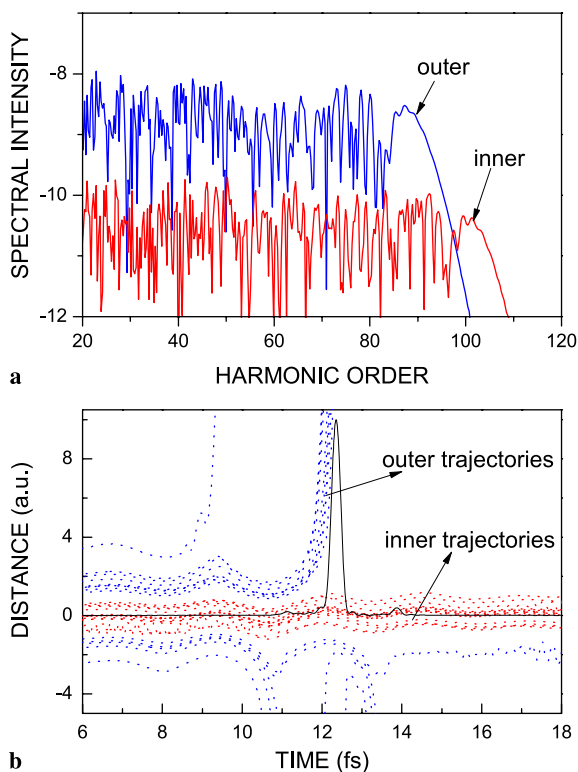 -7
-8
-10
-12
SPECTRAL INTENSITY
outer
inner
20 40 60 80 100 120
HARMONIC ORDER
a
8
4
0
-4
DISTANCE (a.u.)
outer trajectories
inner trajectories
6 8 10 12 14 16 18
TIME (fs)
b